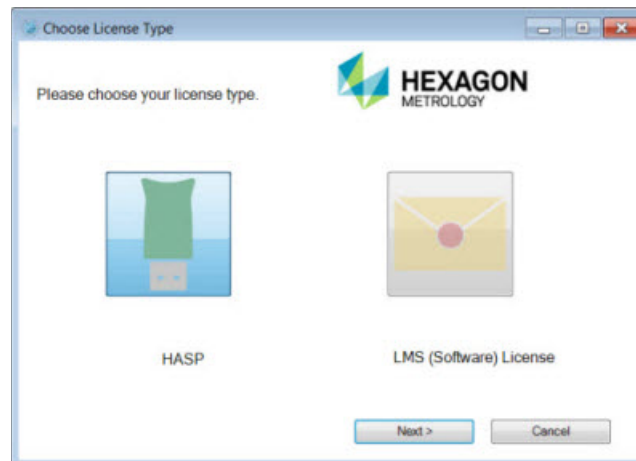 Choose License Type
Please choose your license type.
HEXAGON
METROLOGY
HASP
LMS (Software) License
Next >
Cancel